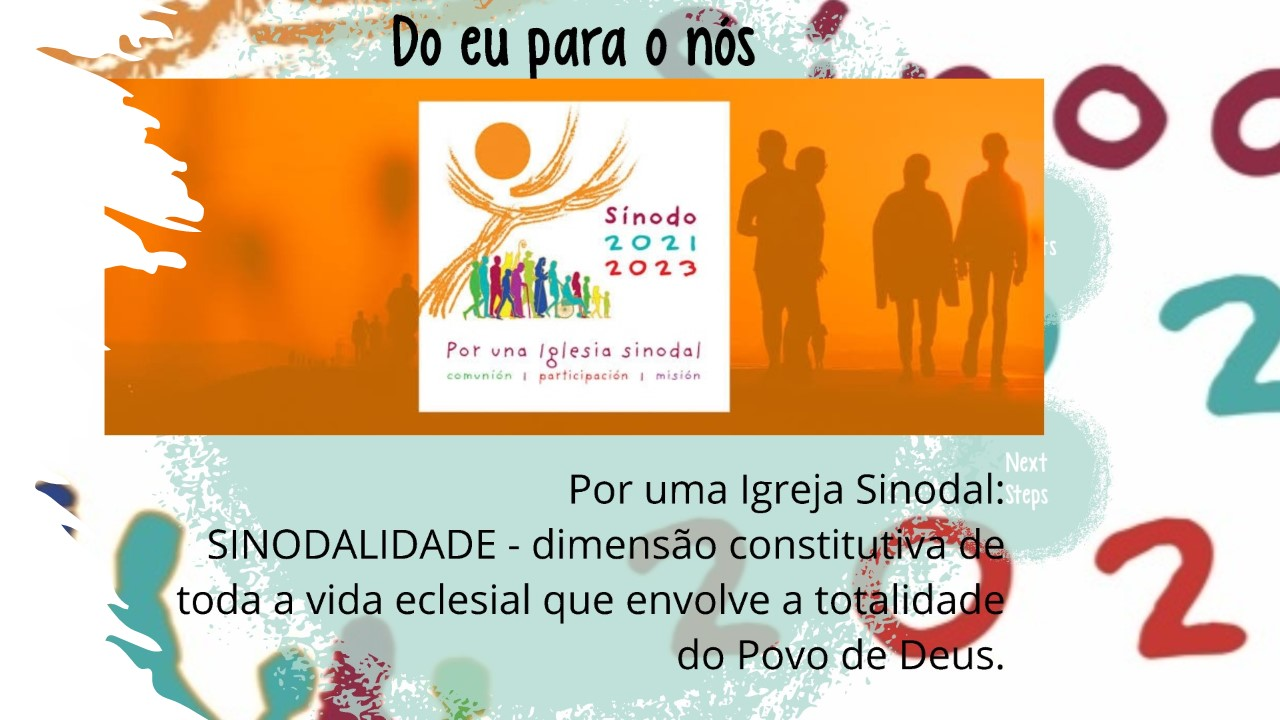 Do eu para o nós
Sínodo
2021
2023
Por una Iglesia sinodal
comunión | participación | misión
Next
Steps
Por uma Igreja Sinodal:
SINODALIDADE - dimensão constitutiva de
toda a vida eclesial que envolve a totalidade
do Povo de Deus.